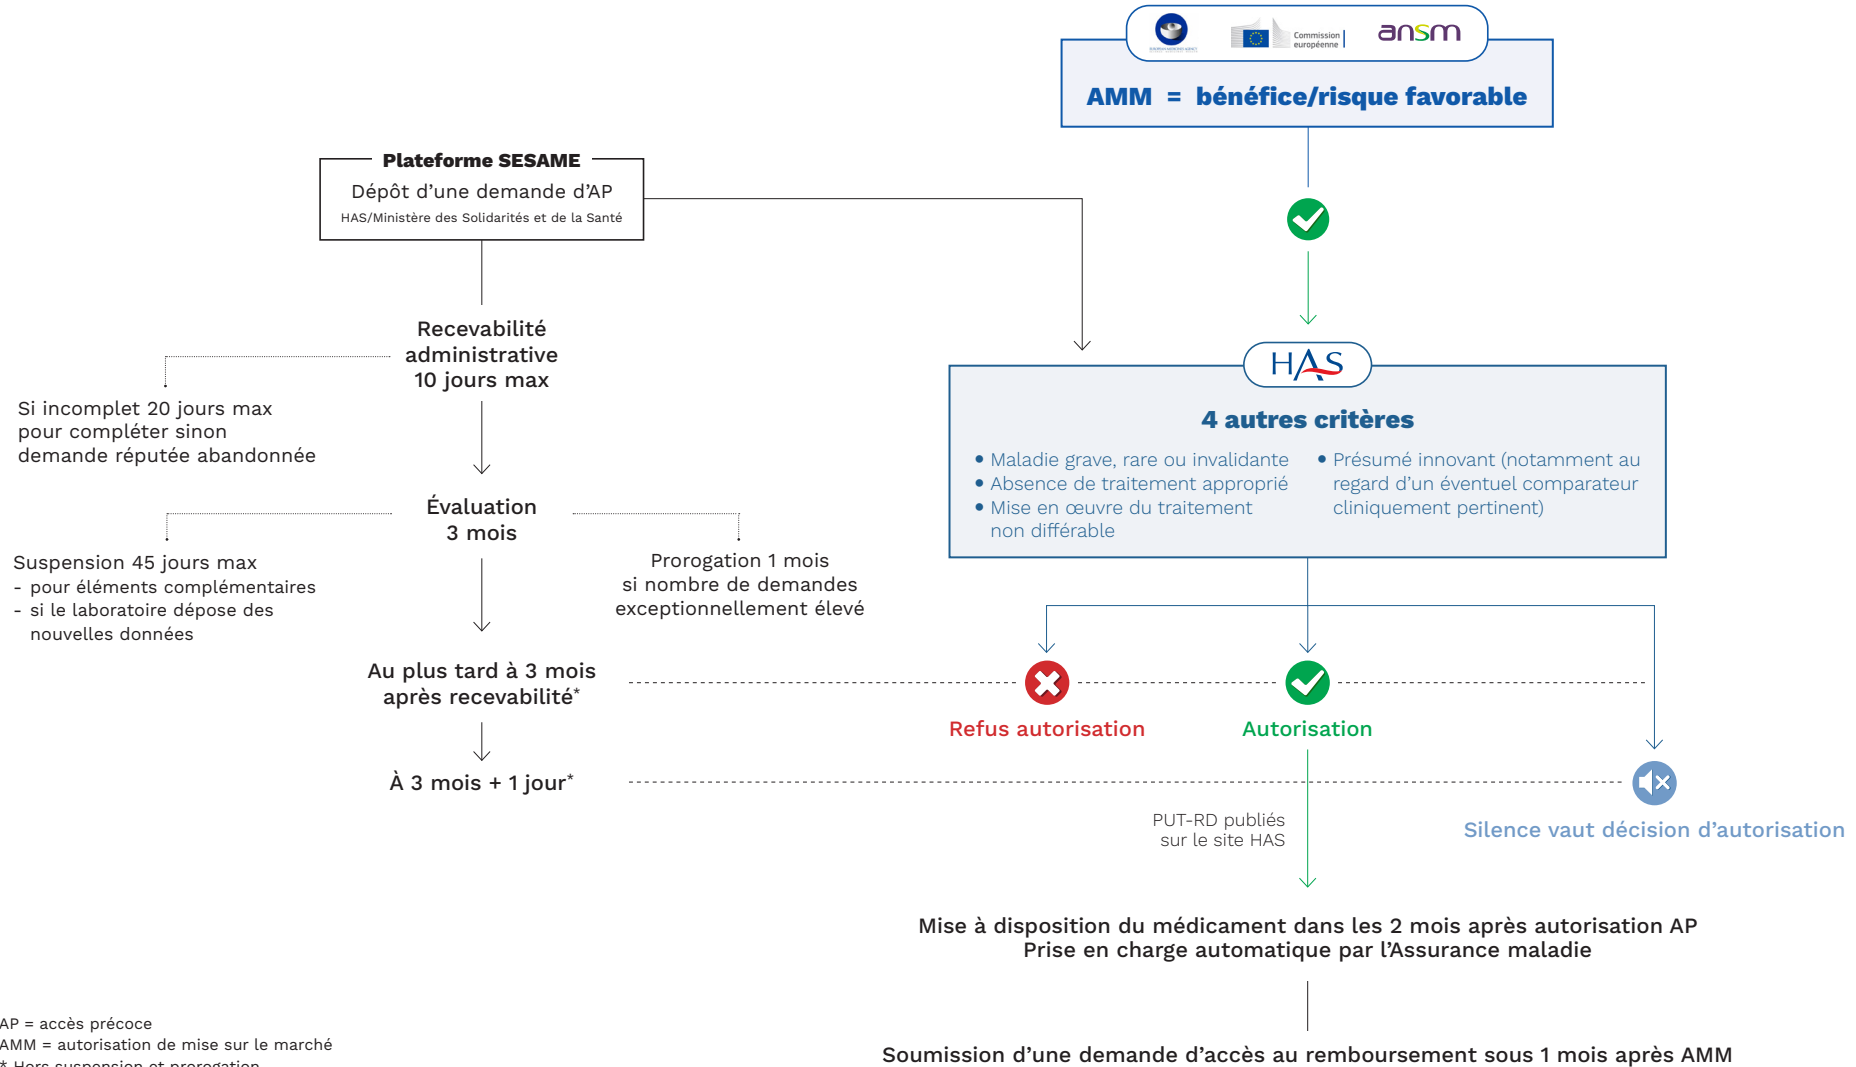 Commission
européenne
ansm
AMM = bénéfice/risque favorable
Plateforme SESAME
Dépôt d'une demande d'AP
HAS/Ministère des Solidarités et de la Santé
Recevabilité
administrative
10 jours max
Si incomplet 20 jours max
pour compléter sinon
demande réputée abandonnée
Évaluation
3 mois
Suspension 45 jours max
- pour éléments complémentaires
- si le laboratoire dépose des
nouvelles données
Prorogation 1 mois
si nombre de demandes
exceptionnellement élevé
Au plus tard à 3 mois
après recevabilité*
À 3 mois + 1 jour*
HAS
4 autres critères
• Maladie grave, rare ou invalidante
• Absence de traitement approprié
• Mise en œuvre du traitement
non différable
• Présumé innovant (notamment au
regard d'un éventuel comparateur
cliniquement pertinent)
Refus autorisation
Autorisation
Silence vaut décision d'autorisation
PUT-RD publiés
sur le site HAS
Mise à disposition du médicament dans les 2 mois après autorisation AP
Prise en charge automatique par l'Assurance maladie
Soumission d'une demande d'accès au remboursement sous 1 mois après AMM
AP = accès précoce
AMM = autorisation de mise sur le marché
* Hors suspension et prorogation